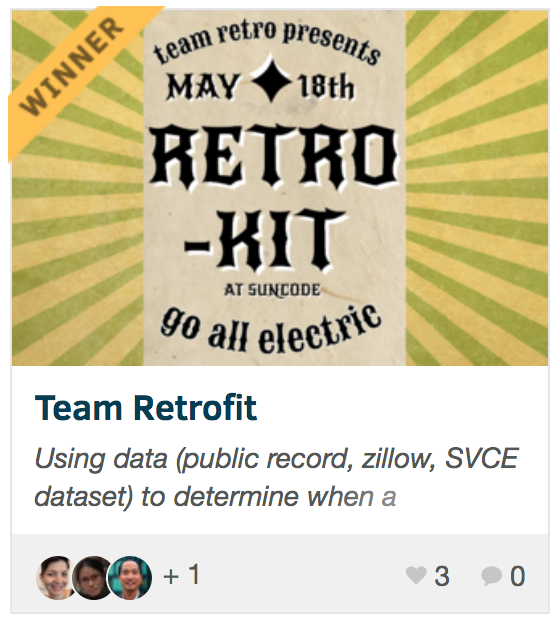 WINNER
team retro presents
MAY 18th
RETRO
-KIT
AT SUNCODE
go all electric
Team Retrofit
Using data (public record, zillow, SVCE
dataset) to determine when a
+ 1
3
0